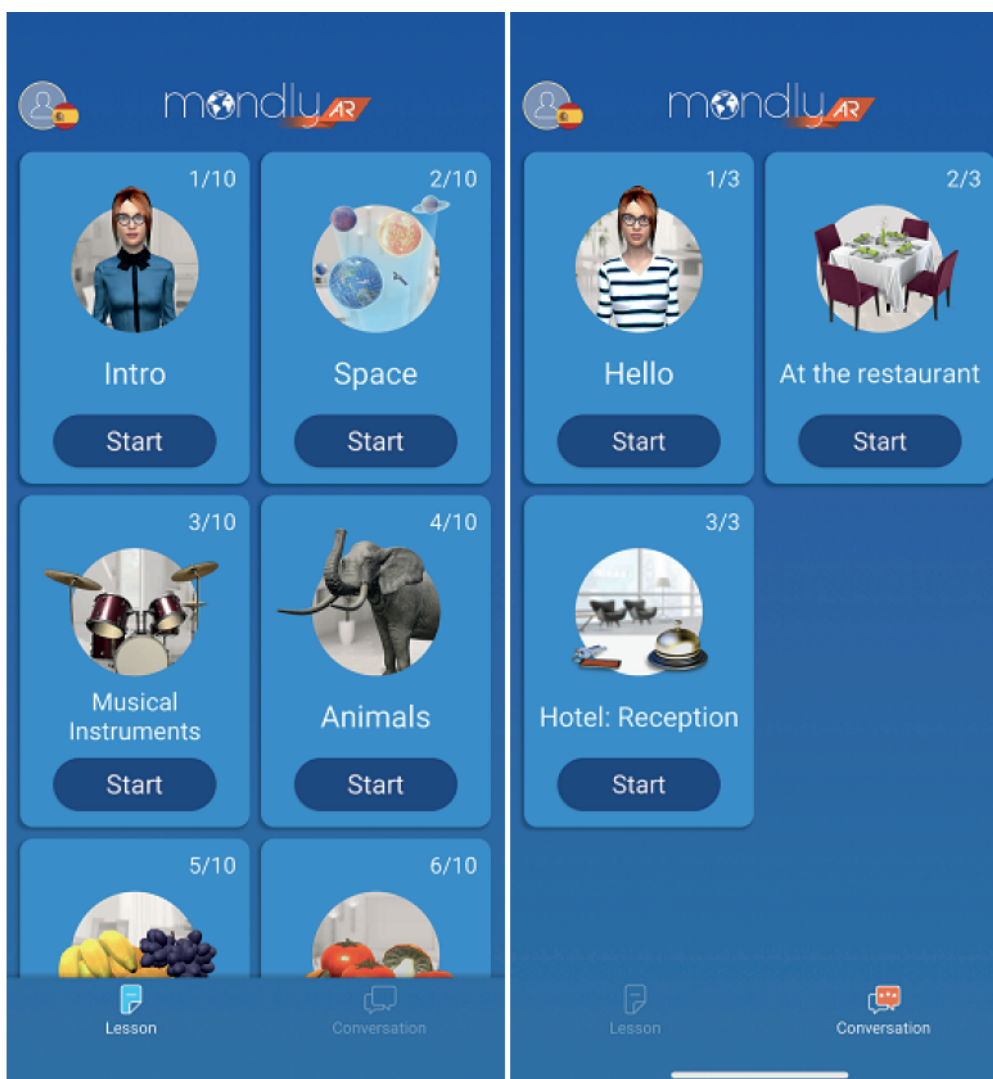 mondly AR
1/10
2/10
Intro
Space
Start
Start
3/10
4/10
Musical
Instruments
Animals
Start
Start
5/10
6/10
Lesson
Conversation
mondly AR
1/3
2/3
Hello
At the restaurant
Start
Start
3/3
Hotel: Reception
Start
Lesson
Conversation